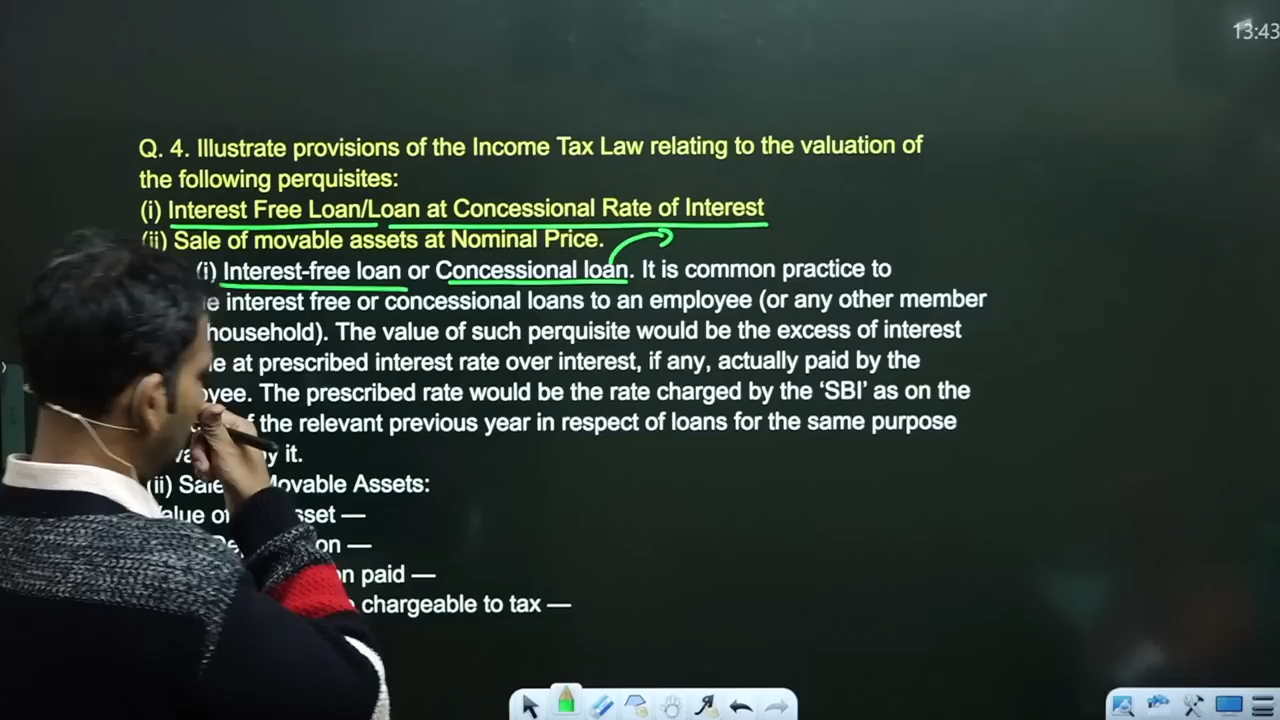 13:43
Q. 4. Illustrate provisions of the Income Tax Law relating to the valuation of
the following perquisites:
(i) Interest Free Loan/Loan at Concessional Rate of Interest
(ii) Sale of movable assets at Nominal Price.
(i) Interest-free loan or Concessional loan. It is common practice to
interest free or concessional loans to an employee (or any other member
household). The value of such perquisite would be the excess of interest
at prescribed interest rate over interest, if any, actually paid by the
The prescribed rate would be the rate charged by the ‘SBI’ as on the
the relevant previous year in respect of loans for the same purpose
it.
(ii) Sale Movable Assets:
—
—
paid —
chargeable to tax —